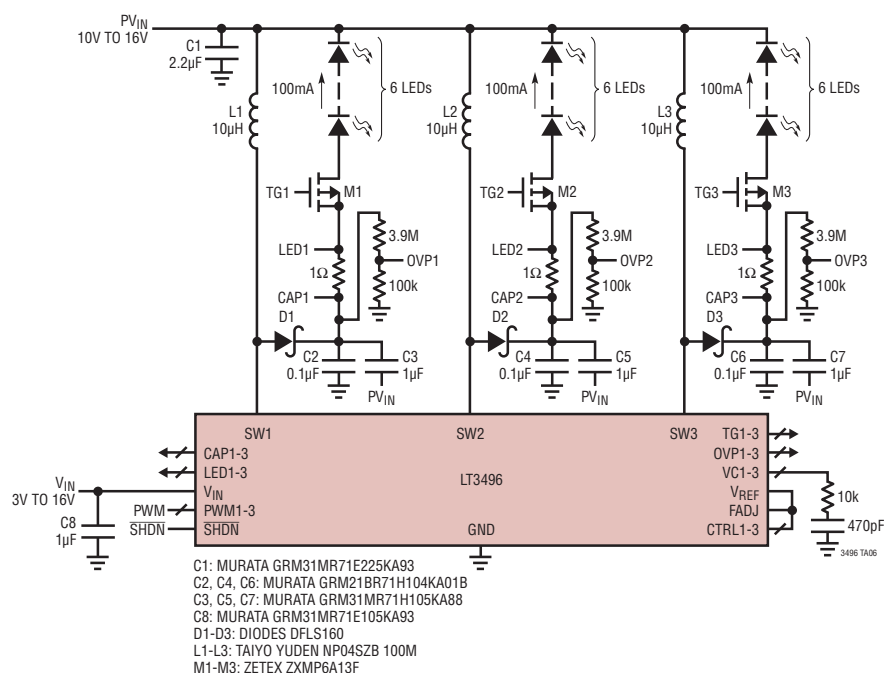 PVIN
10V TO 16V
C1
2.2µF
100mA
6 LEDs
100mA
6 LEDs
100mA
6 LEDs
L1
10µH
L2
10µH
L3
10µH
TG1
M1
TG2
M2
TG3
M3
3.9M
3.9M
3.9M
LED1
OVP1
LED2
OVP2
LED3
OVP3
1Ω
100k
1Ω
100k
1Ω
100k
CAP1
CAP2
CAP3
D1
D2
D3
C2
0.1µF
C3
1µF
C4
0.1µF
C5
1µF
C6
0.1µF
C7
1µF
PVIN
PVIN
PVIN
SW1
SW2
SW3
TG1-3
CAP1-3
OVP1-3
LED1-3
LT3496
VC1-3
VIN
3V TO 16V
VIN
VREF
10k
PWM
PWM1-3
FADJ
C8
1µF
SHDN
SHDN
GND
CTRL1-3
470pF
3496 TA06
C1: MURATA GRM31MR71E225KA93
C2, C4, C6: MURATA GRM21BR71H104KA01B
C3, C5, C7: MURATA GRM31MR71H105KA88
C8: MURATA GRM31MR71E105KA93
D1-D3: DIODES DFLS160
L1-L3: TAIYO YUDEN NP04SZB 100M
M1-M3: ZETEX ZXMP6A13F